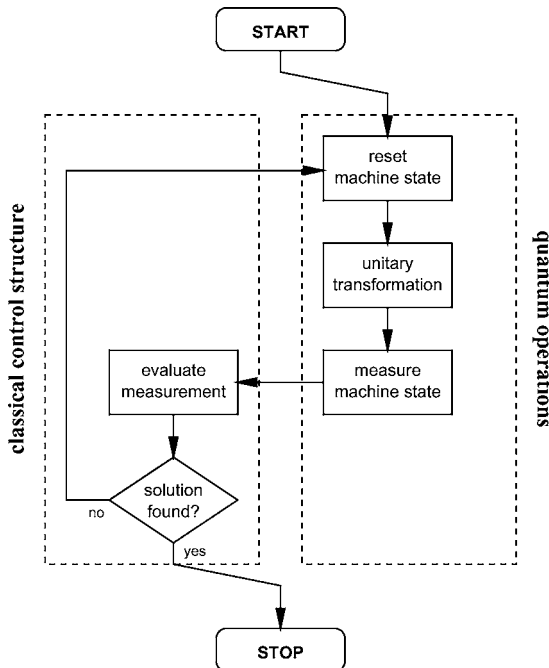 START
reset
machine state
unitary
transformation
measure
machine state
evaluate
measurement
solution
found?
no
yes
STOP
classical control structure
quantum operations